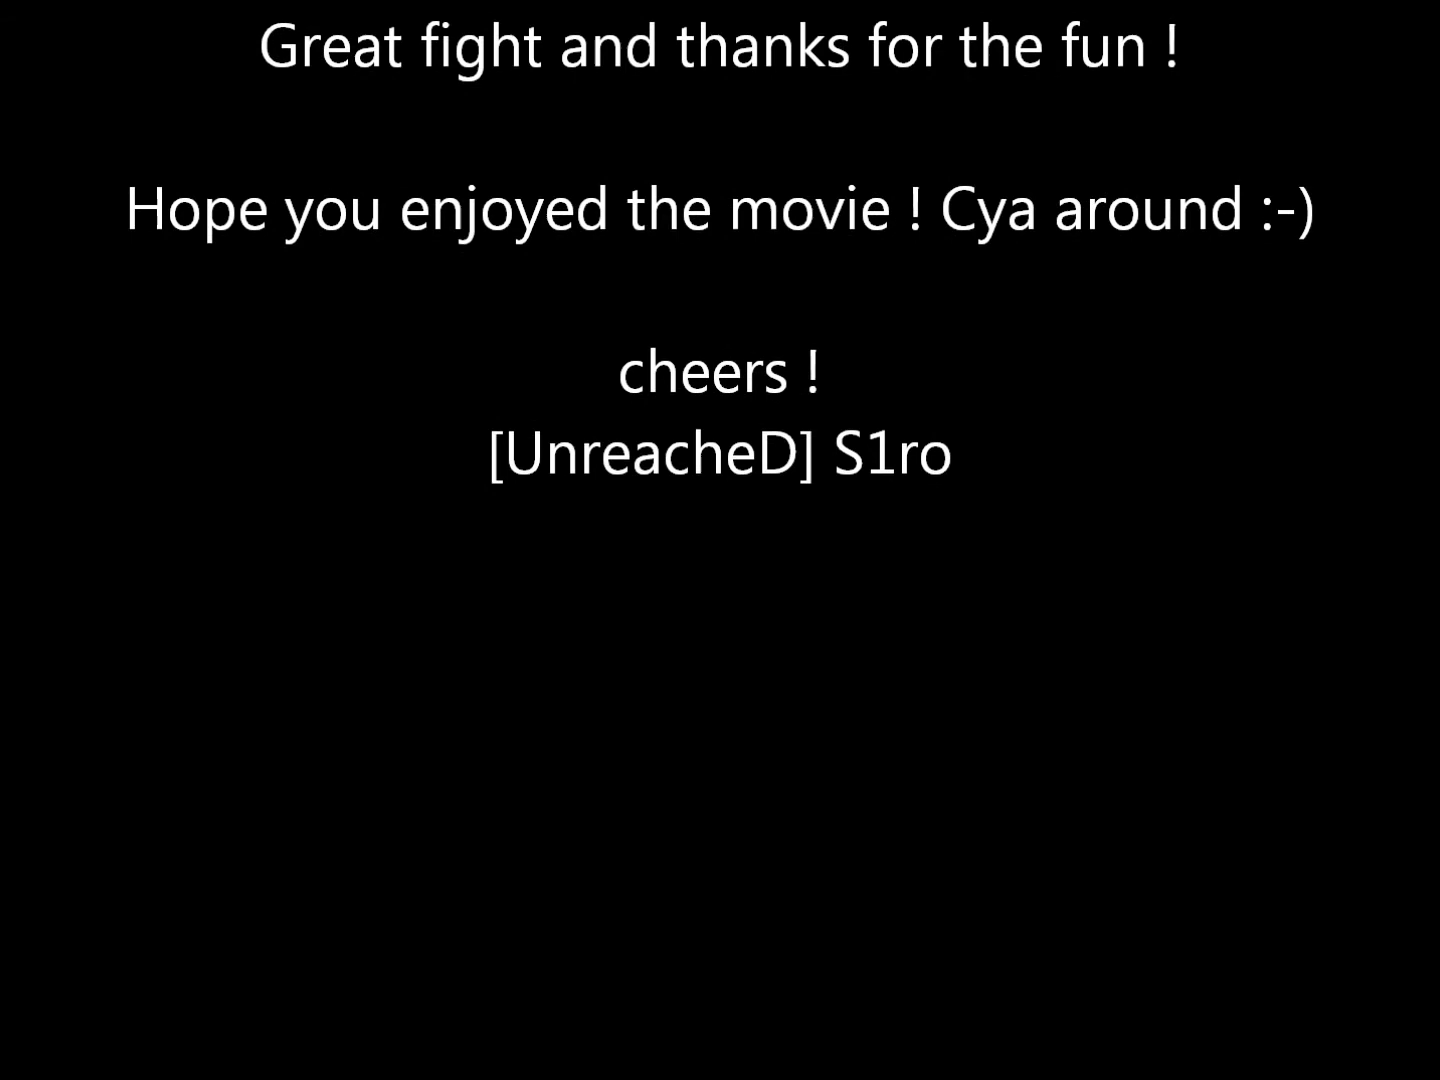 Great fight and thanks for the fun !
Hope you enjoyed the movie ! Cya around :-)
cheers !
[UnreacheD] S1ro